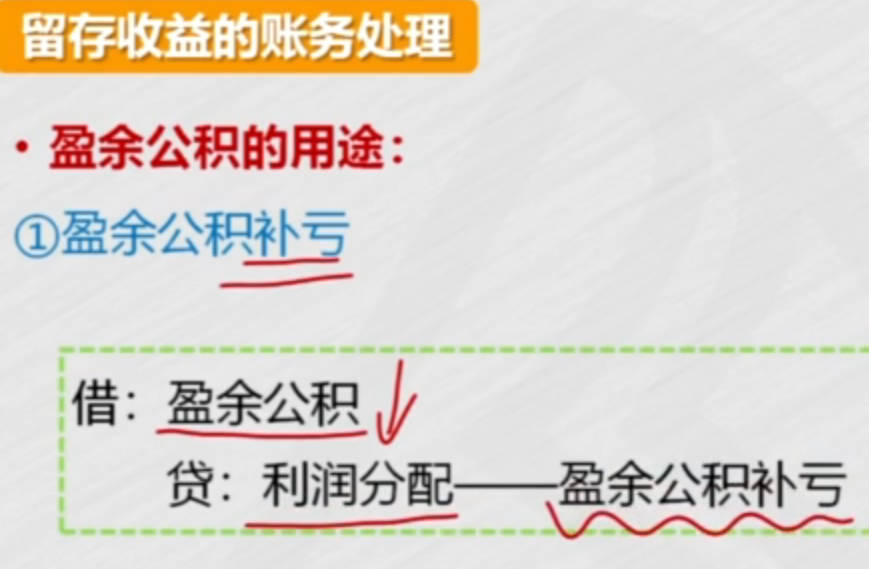 留存收益的账务处理
• 盈余公积的用途：
①盈余公积补亏
借：盈余公积
贷：利润分配——盈余公积补亏